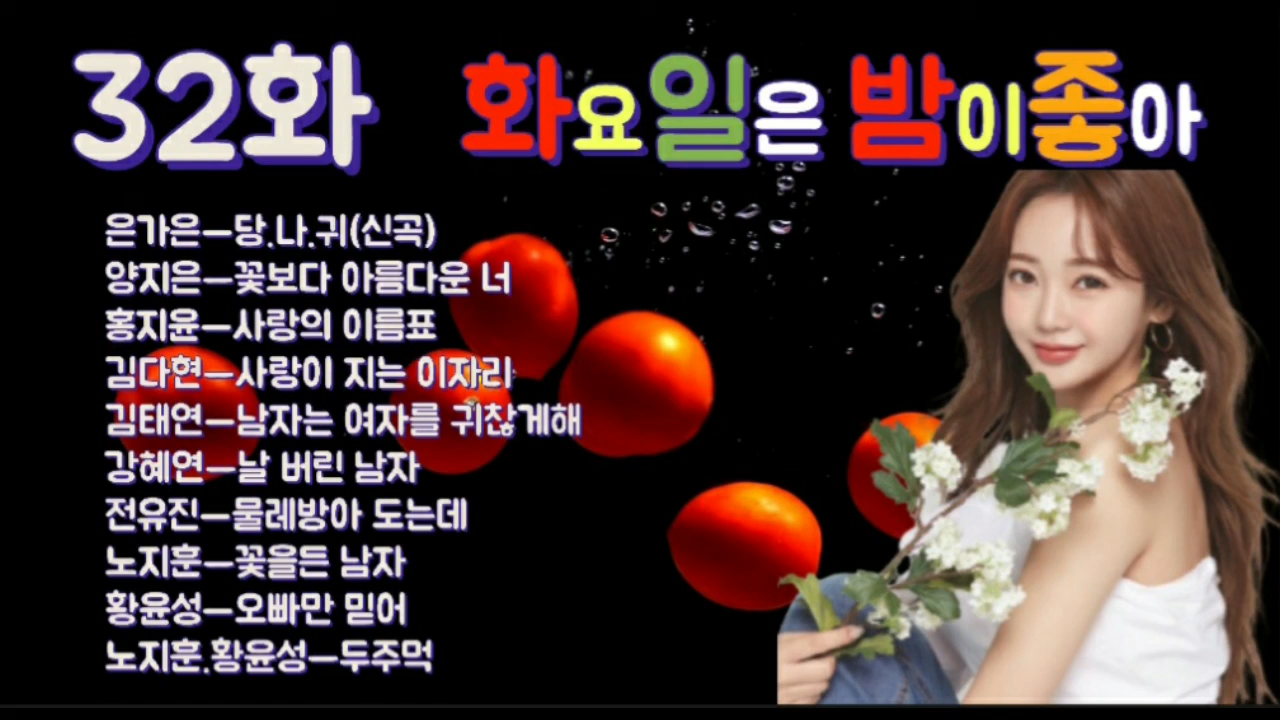 32화 화요일은 밤이좋아
은가은-당.나.귀(신곡)
양지은-꽃보다 아름다운 너
홍지윤-사랑의 이름표
김다현-사랑이 지는 이자리
김태연-남자는 여자를 귀찮게해
강혜연-날 버린 남자
전유진-물레방아 도는데
노지훈-꽃을든 남자
황윤성-오빠만 믿어
노지훈.황윤성-두주먹